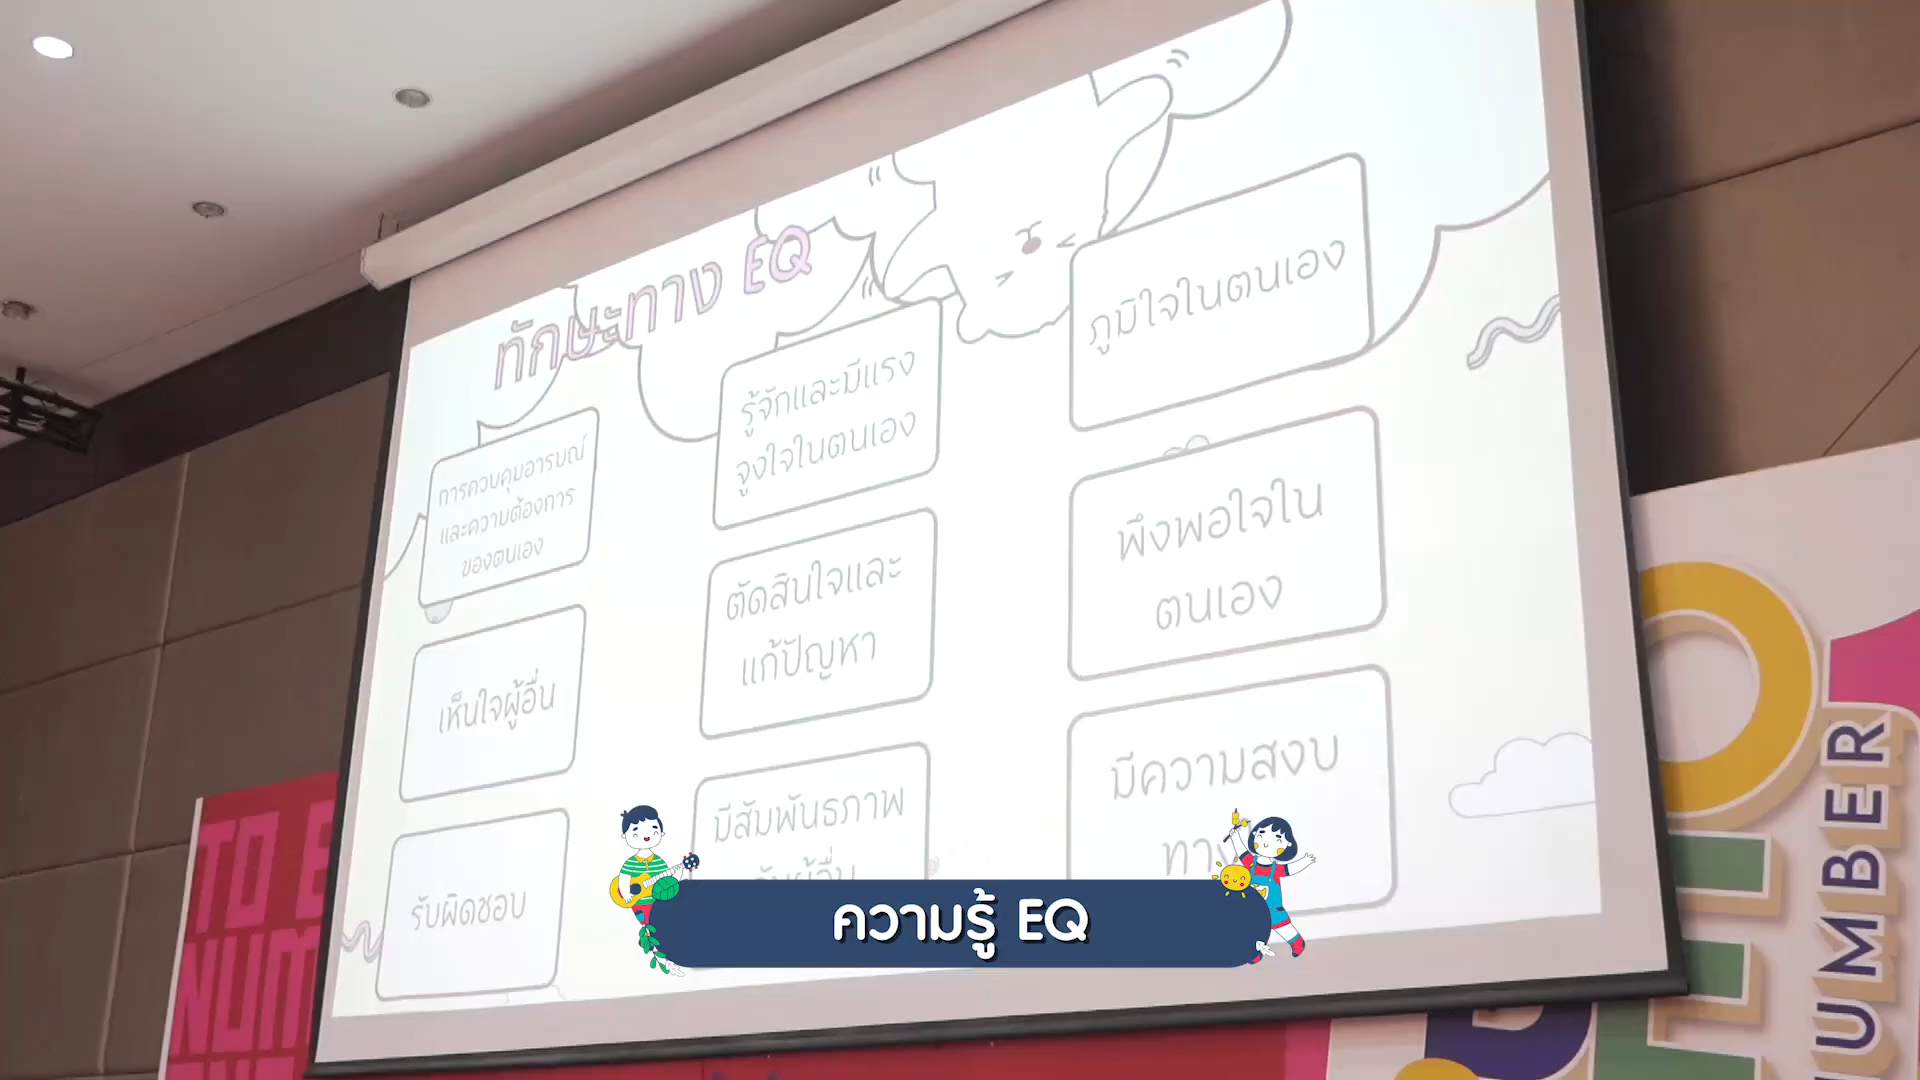 ทักษะทาง EQ
การควบคุมอารมณ์
และความต้องการ
ของตนเอง
เห็นใจผู้อื่น
รับผิดชอบ
รู้จักและมีแรง
จูงใจในตนเอง
ตัดสินใจและ
แก้ปัญหา
มีสัมพันธภาพ
ภูมิใจในตนเอง
พึงพอใจใน
ตนเอง
มีความสงบ
ทาง
ความรู้ EQ
TO
NUM
UMBER